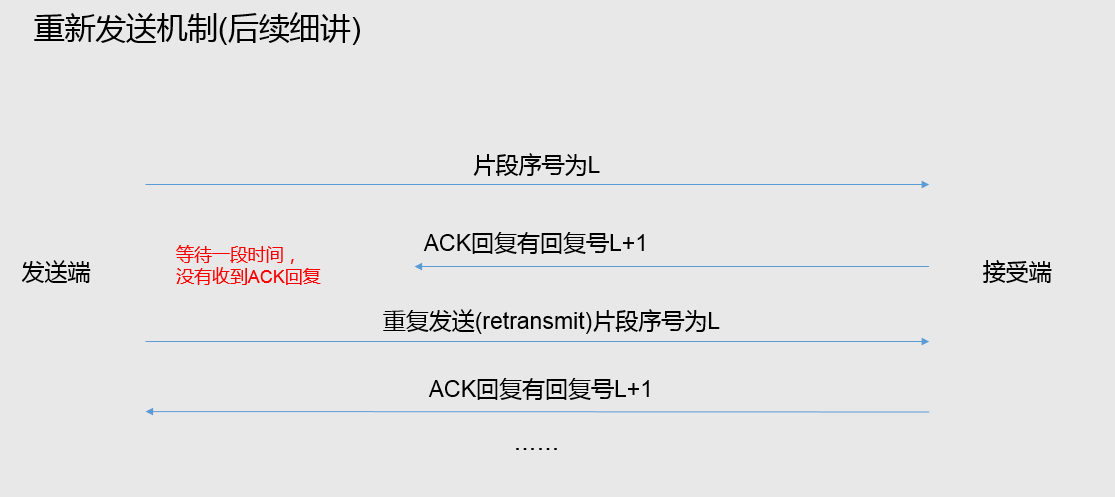 重新发送机制(后续细讲)
片段序号为L
ACK回复有回复号L+1
等待一段时间，
没有收到ACK回复
发送端
接受端
重复发送(retransmit)片段序号为L
ACK回复有回复号L+1
……